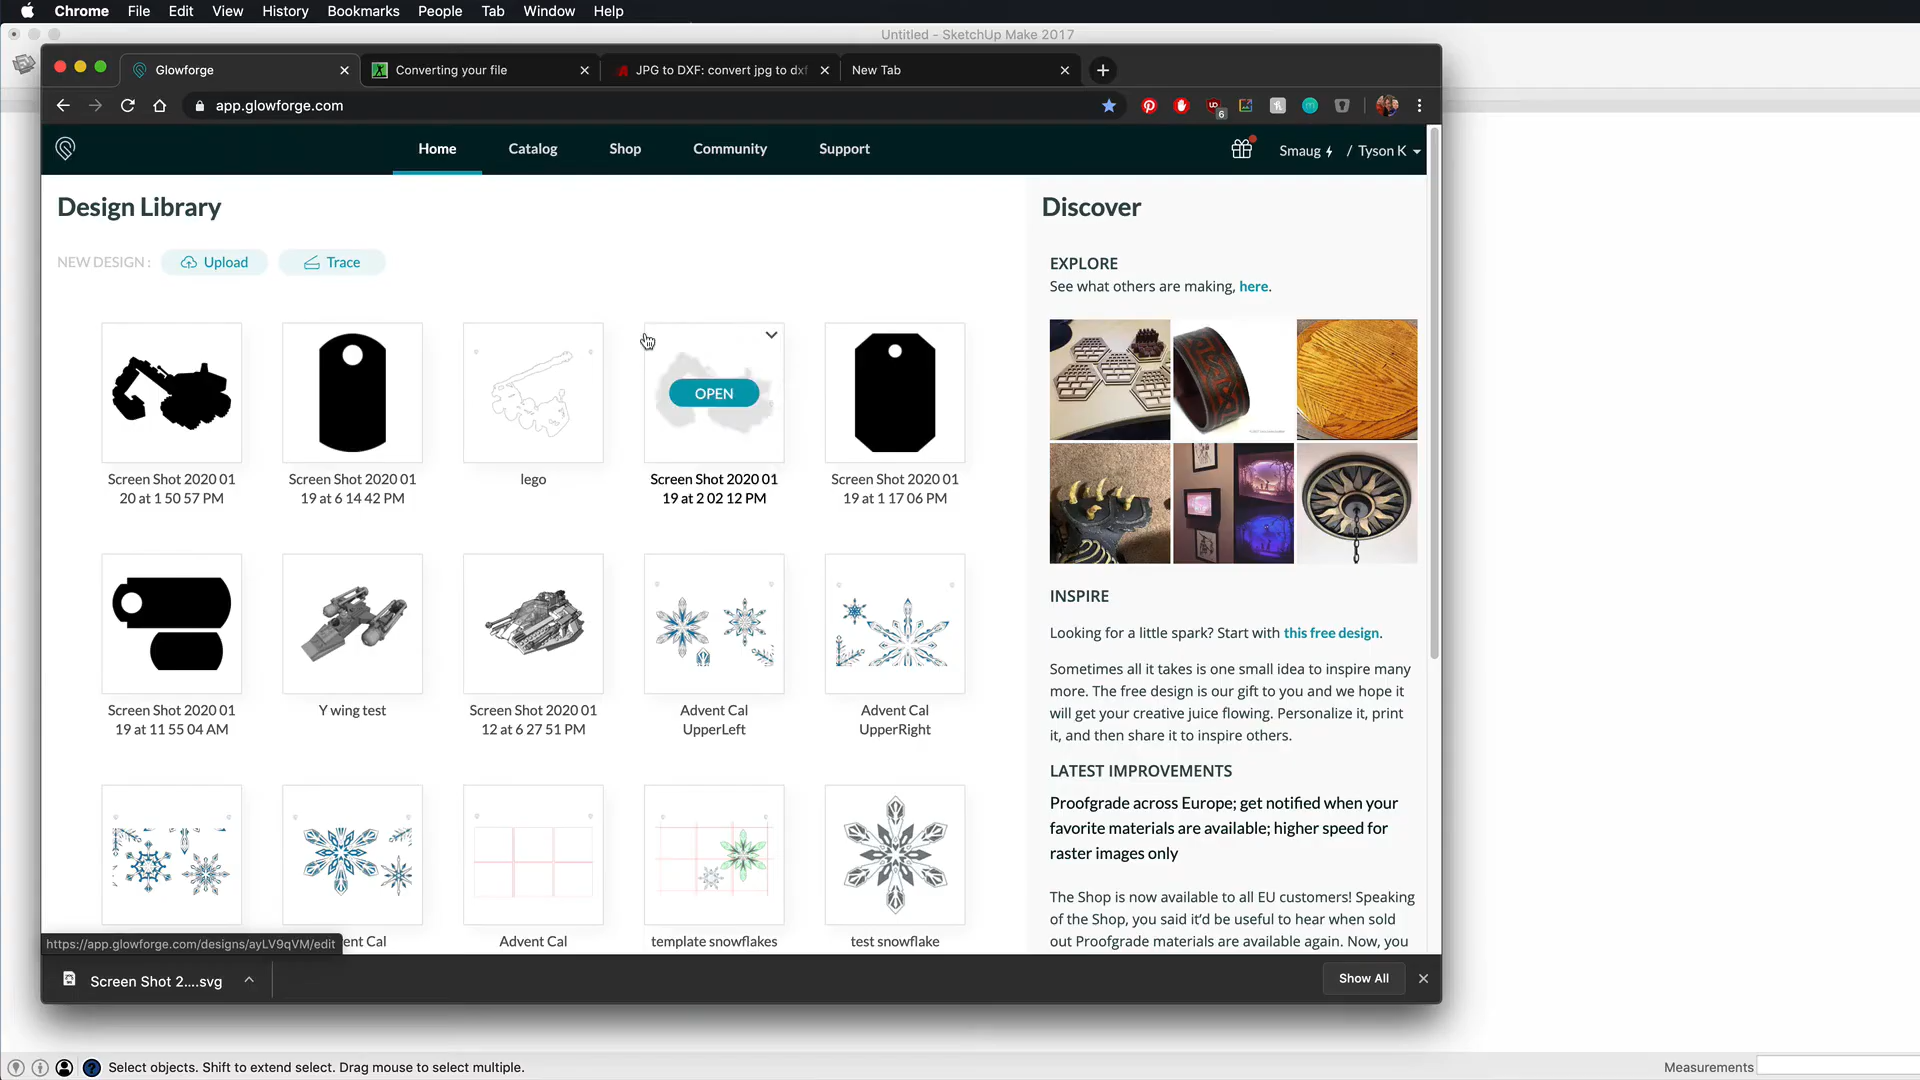 Chrome File Edit View History Bookmarks People Tab Window Help
Untitled - SketchUp Make 2017
Glowforge
Converting your file
JPG to DXF: convert jpg to dxf
New Tab
app.glowforge.com
6
Home Catalog Shop Community Support
Smaug / Tyson K
Design Library
NEW DESIGN : Upload Trace
OPEN
Screen Shot 2020 01
20 at 1 50 57 PM
Screen Shot 2020 01
19 at 6 14 42 PM
lego
Screen Shot 2020 01
19 at 2 02 12 PM
Screen Shot 2020 01
19 at 1 17 06 PM
Screen Shot 2020 01
19 at 11 55 04 AM
Y wing test
Screen Shot 2020 01
12 at 6 27 51 PM
Advent Cal
UpperLeft
Advent Cal
UpperRight
ent Cal
Advent Cal
template snowflakes
test snowflake
Discover
EXPLORE
See what others are making, here.
INSPIRE
Looking for a little spark? Start with this free design.
Sometimes all it takes is one small idea to inspire many
more. The free design is our gift to you and we hope it
will get your creative juice flowing. Personalize it, print
it, and then share it to inspire others.
LATEST IMPROVEMENTS
Proofgrade across Europe; get notified when your
favorite materials are available; higher speed for
raster images only
The Shop is now available to all EU customers! Speaking
of the Shop, you said it'd be useful to hear when sold
out Proofgrade materials are available again. Now, you
https://app.glowforge.com/designs/ayLV9qVM/edit
Screen Shot 2....svg
Show All
Select objects. Shift to extend select. Drag mouse to select multiple.
Measurements